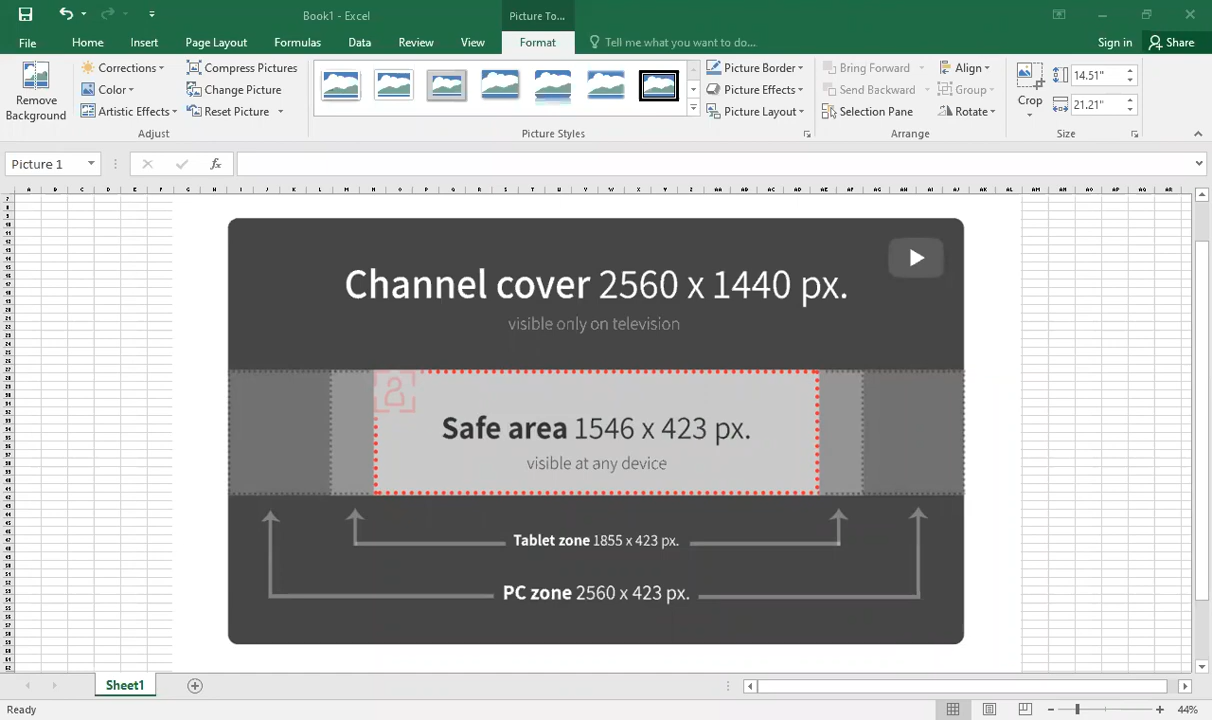 Book1 - Excel
Picture To...
File
Home
Insert
Page Layout
Formulas
Data
Review
View
Format
Tell me what you want to do...
Sign in
Share
Remove
Background
Corrections
Color
Artistic Effects
Compress Pictures
Change Picture
Reset Picture
Adjust
Picture Styles
Picture Border
Picture Effects
Picture Layout
Bring Forward
Send Backward
Selection Pane
Align
Group
Rotate
Arrange
Crop
14.51"
21.21"
Size
Picture 1
fx
Channel cover 2560 x 1440 px.
visible only on television
Safe area 1546 x 423 px.
visible at any device
Tablet zone 1855 x 423 px.
PC zone 2560 x 423 px.
Sheet1
Ready
44%